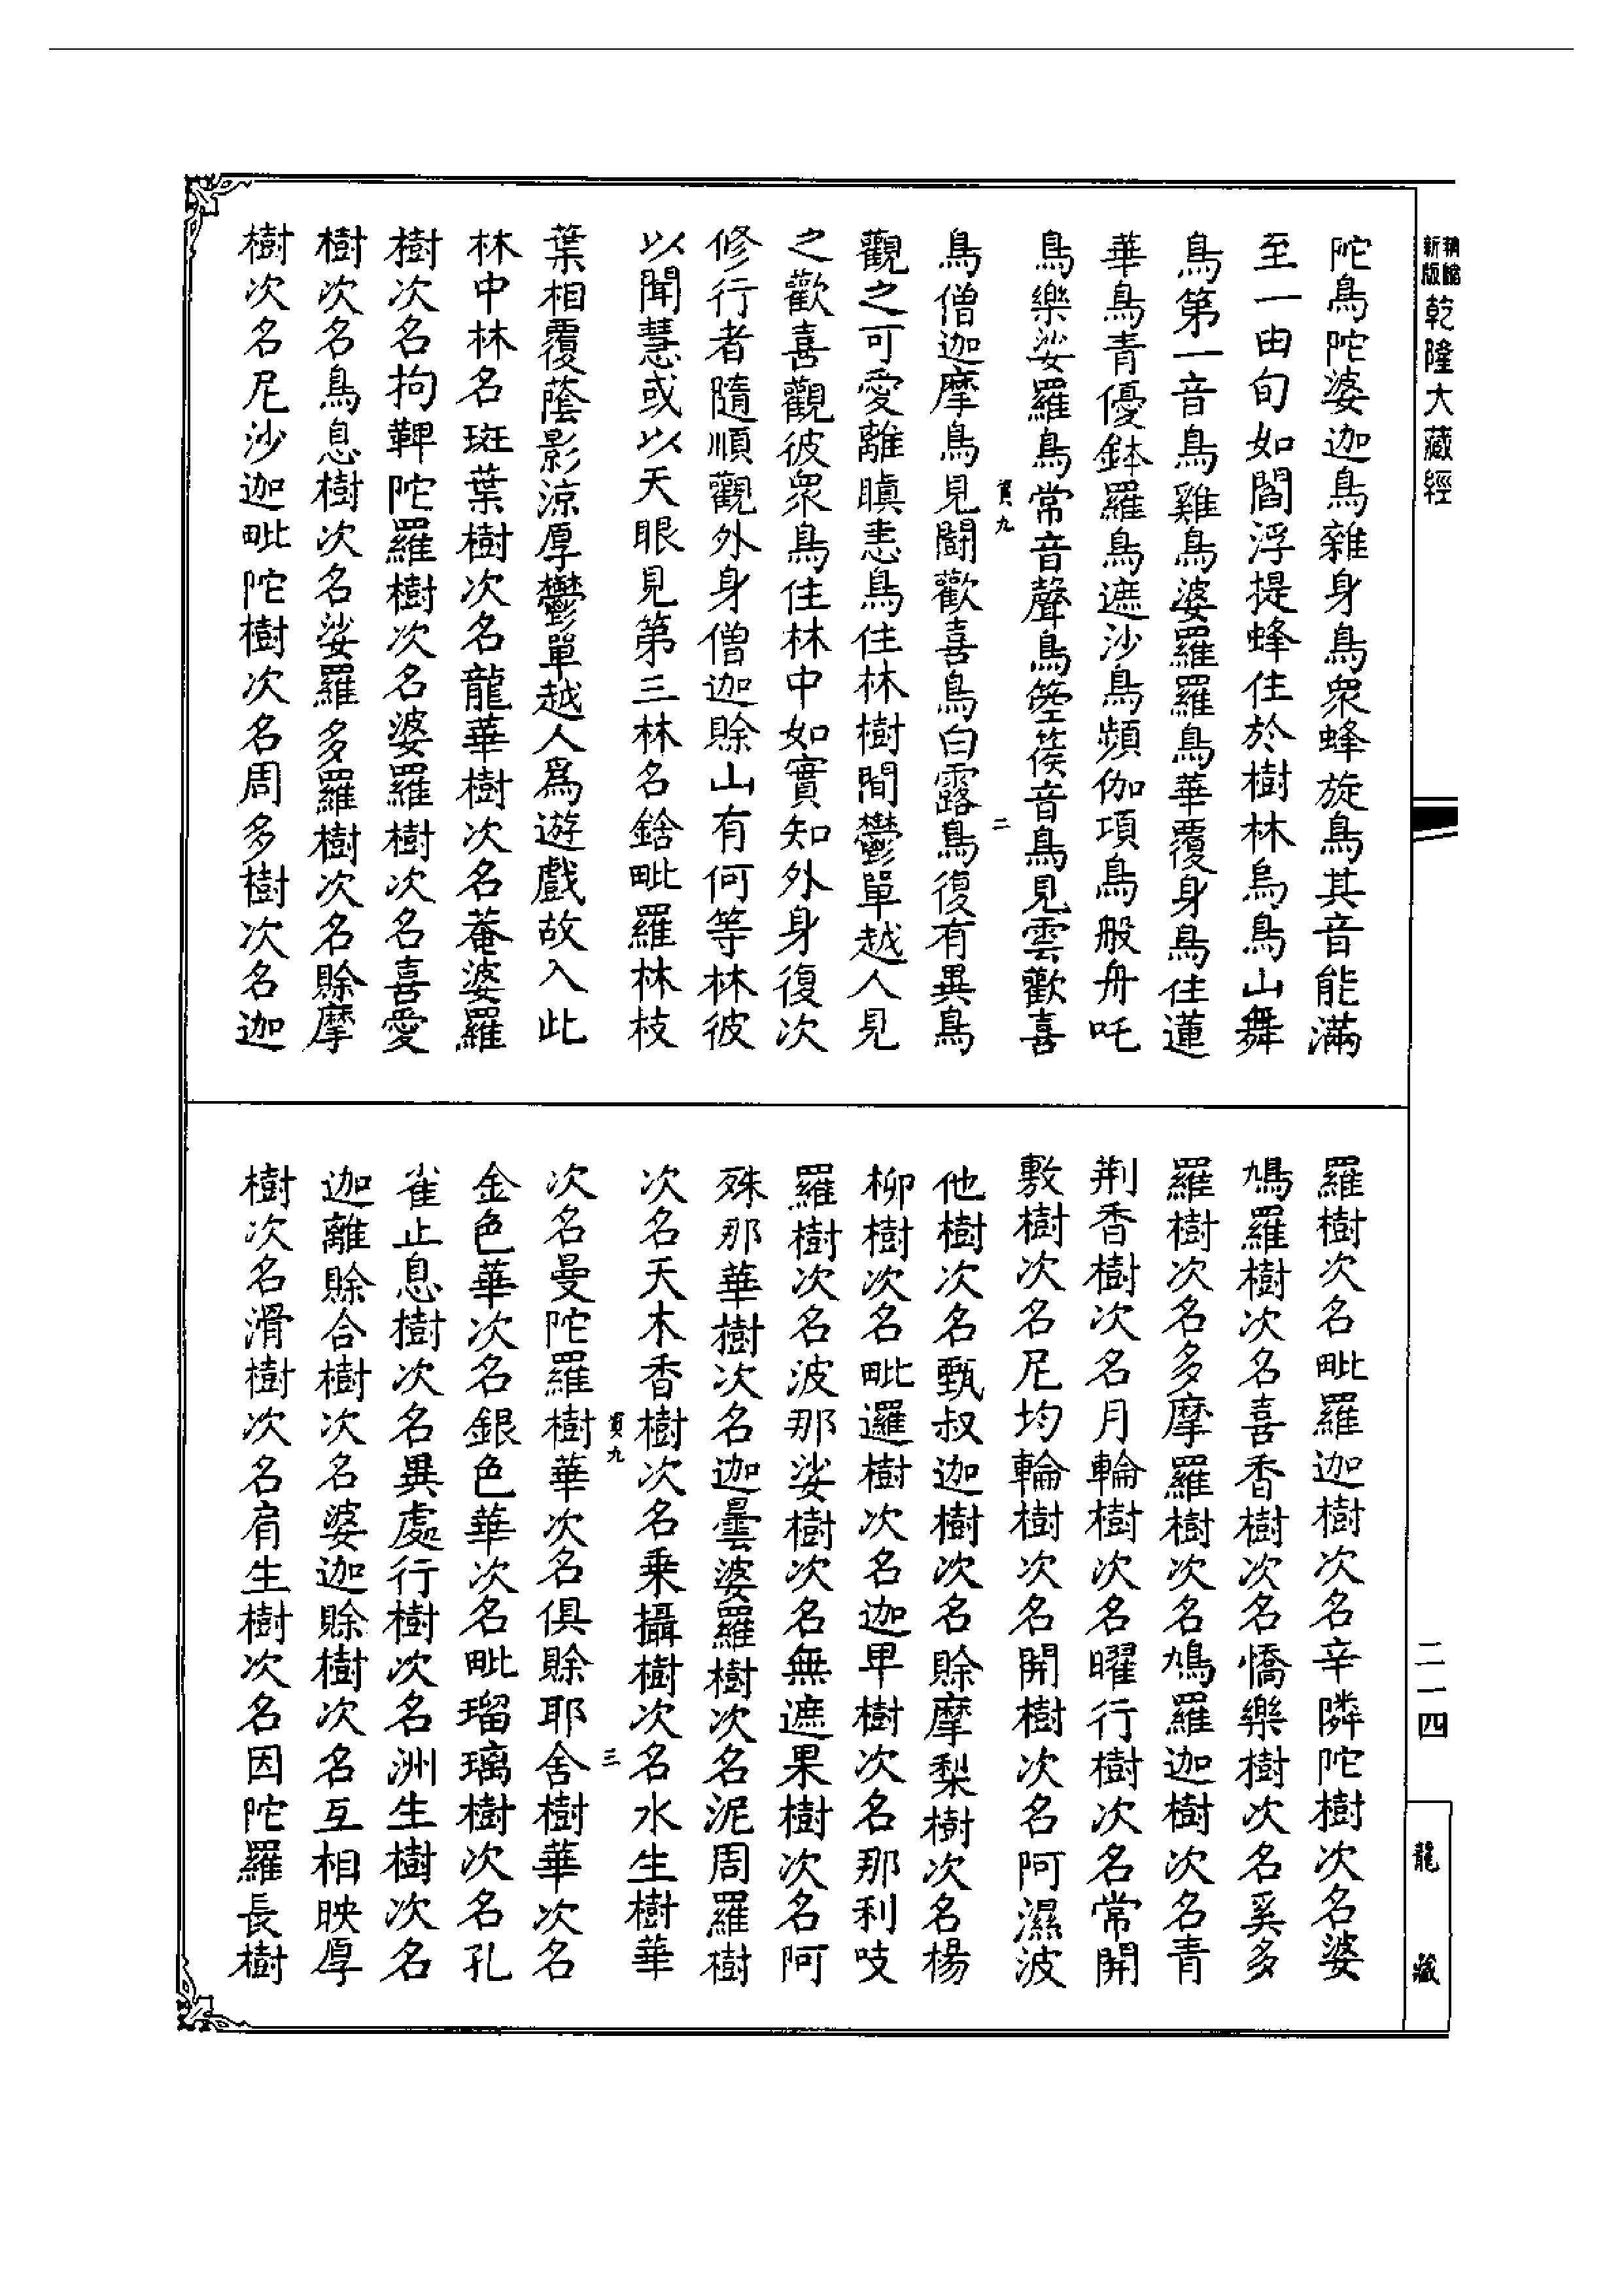 新版
乾隆大藏經
陀鳥陀婆迦鳥雜身鳥衆蜂旋鳥其音能滿
至一由旬如閻浮提蜂住於樹林烏鳥山舞
鳥第一音鳥雞鳥婆羅羅鳥華覆身鳥住蓮
華鳥青優鉢羅鳥遮沙鳥頻伽項鳥般舟吒
鳥樂娑羅鳥常音聲鳥箜篌音鳥見雲歡喜
鳥僧迦摩鳥見鬭歡喜鳥白露鳥復有異鳥
觀之可愛離瞋恚鳥住林樹間鬱單越人見
之歡喜觀彼衆鳥住林中如實知外身復次
修行者隨順觀外身僧迦賒山有何等林彼
以聞慧或以天眼見第三林名鋡毗羅林枝
葉相覆蔭影涼厚鬱單越人爲遊戲故入此
林中林名斑葉樹次名龍華樹次名菴婆羅
樹次名拘鞞陀羅樹次名婆羅樹次名喜愛
樹次名鳥息樹次名娑羅多羅樹次名賒摩
樹次名尼沙迦毗陀樹次名周多樹次名迦
九
二
羅樹次名毗羅迦樹次名辛隣陀樹次名婆
鳩羅樹次名喜香樹次名憍樂樹次名奚多
羅樹次名多摩羅樹次名鳩羅迦樹次名青
荆香樹次名月輪樹次名曜行樹次名常開
敷樹次名尼均輪樹次名開樹次名阿濕波
他樹次名甄叔迦樹次名賒摩梨樹次名楊
柳樹次名毗邏樹次名迦卑樹次名那利吱
羅樹次名波那娑樹次名無遮果樹次名阿
殊那華樹次名迦曇婆羅樹次名泥周羅樹
次名天木香樹次名乘攝樹次名水生樹華
次名曼陀羅樹華次名俱賒耶舍樹華次名
金色華次名銀色華次名毗瑠璃樹次名孔
雀止息樹次名異處行樹次名洲生樹次名
迦離賒合樹次名婆迦賒樹次名互相映厚
樹次名滑樹次名肩生樹次名因陀羅長樹
九
三
二一四
龍藏